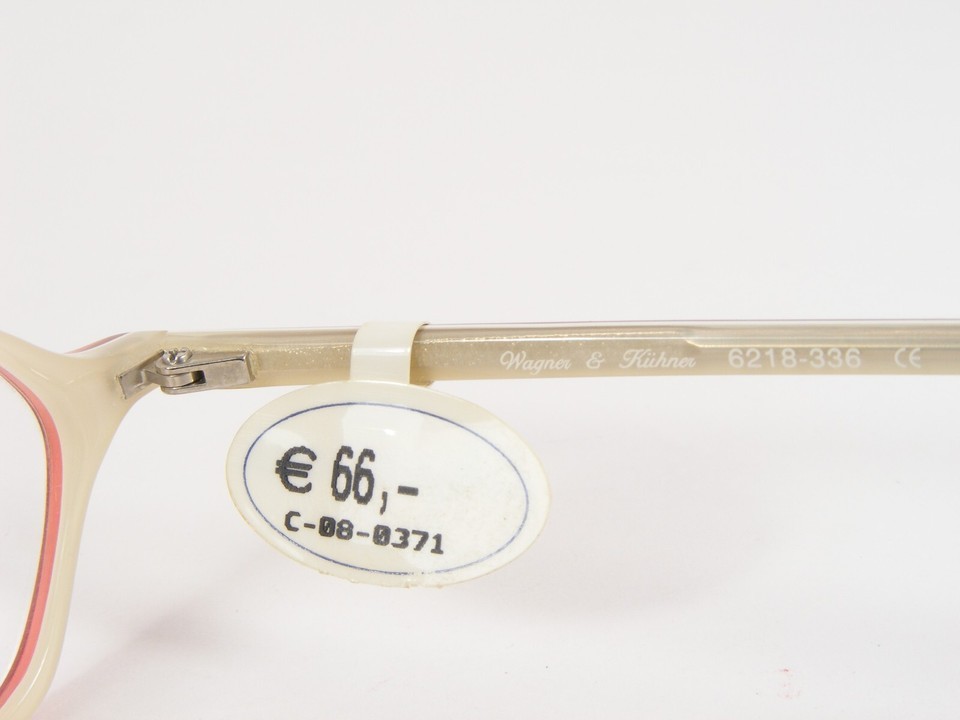 Wagner & Kühner 6218-336 CE
€ 66,-
C-08-0371